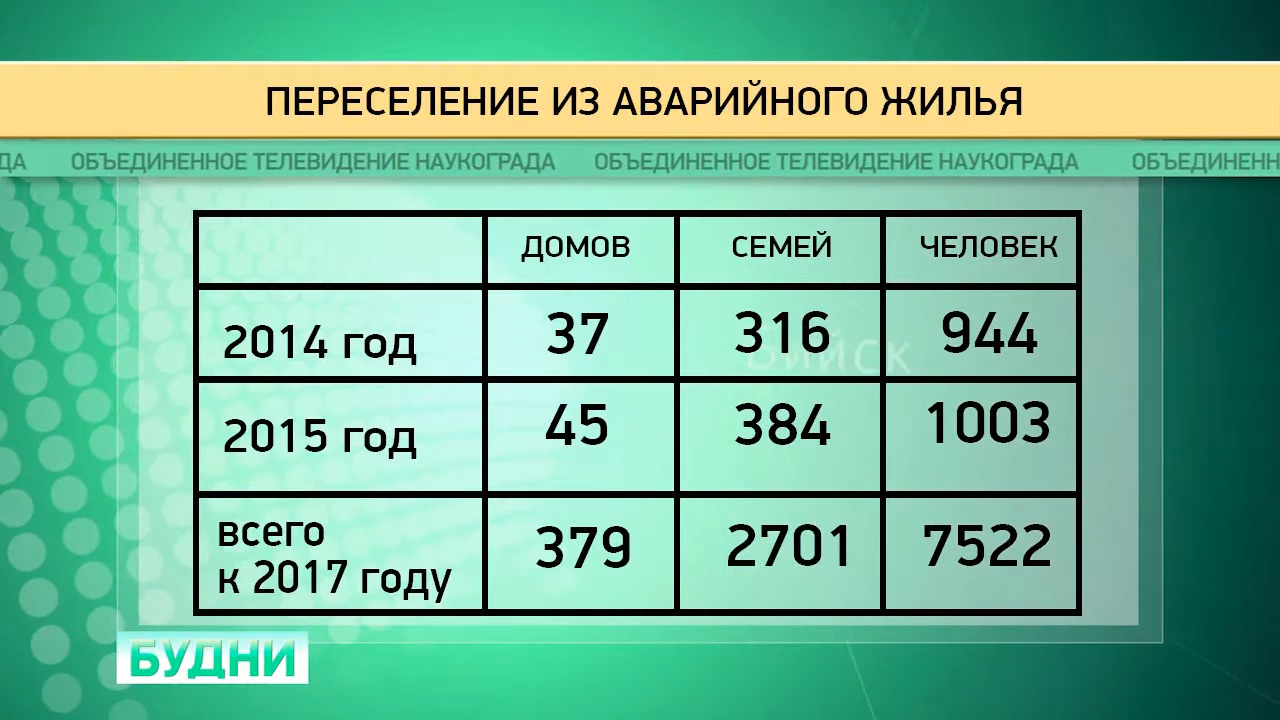 ПЕРЕСЕЛЕНИЕ ИЗ АВАРИЙНОГО ЖИЛЬЯ
ДА ОБЪЕДИНЕННОЕ ТЕЛЕВИДЕНИЕ НАУКОГРАДА ОБЪЕДИНЕННОЕ ТЕЛЕВИДЕНИЕ НАУКОГРАДА ОБЪЕДИНЕНН
ДОМОВ СЕМЕЙ ЧЕЛОВЕК
2014 год 37 316 944
БИЙСК
2015 год 45 384 1003
всего
к 2017 году 379 2701 7522
БУДНИ